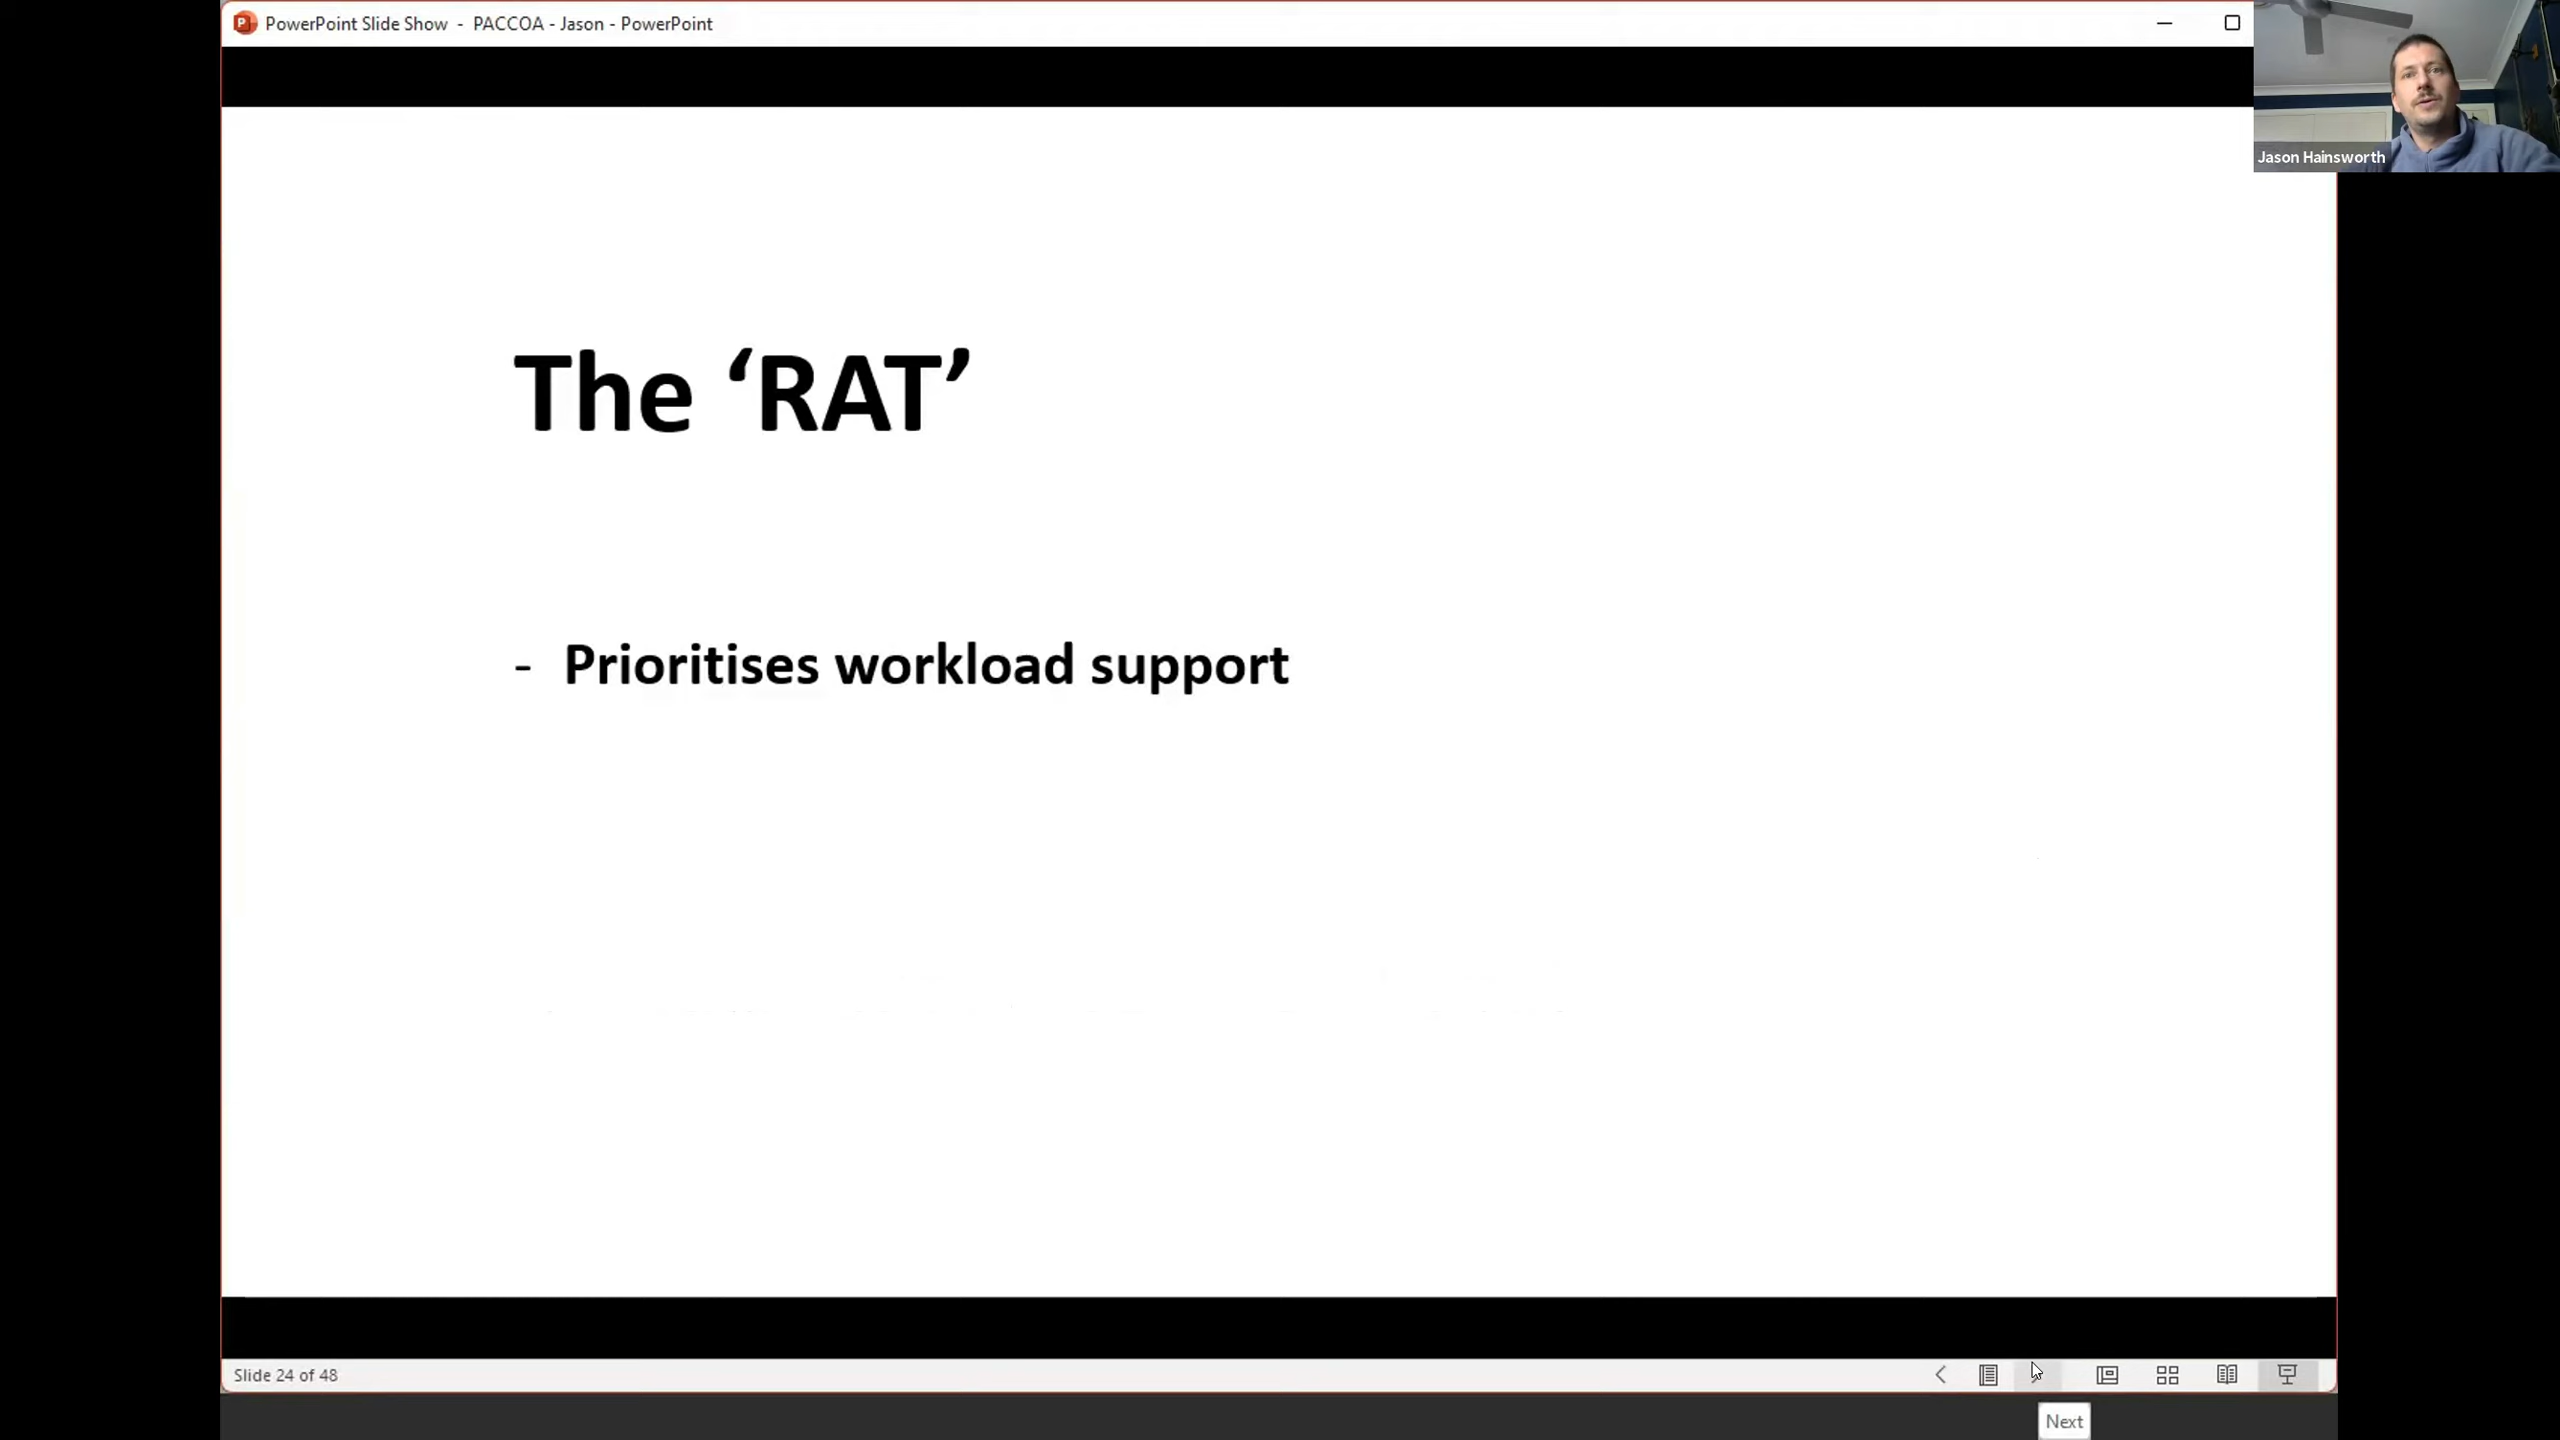 PowerPoint Slide Show - PACCOA - Jason - PowerPoint
Jason Hainsworth
The ‘RAT’
- Prioritises workload support
Slide 24 of 48
Next